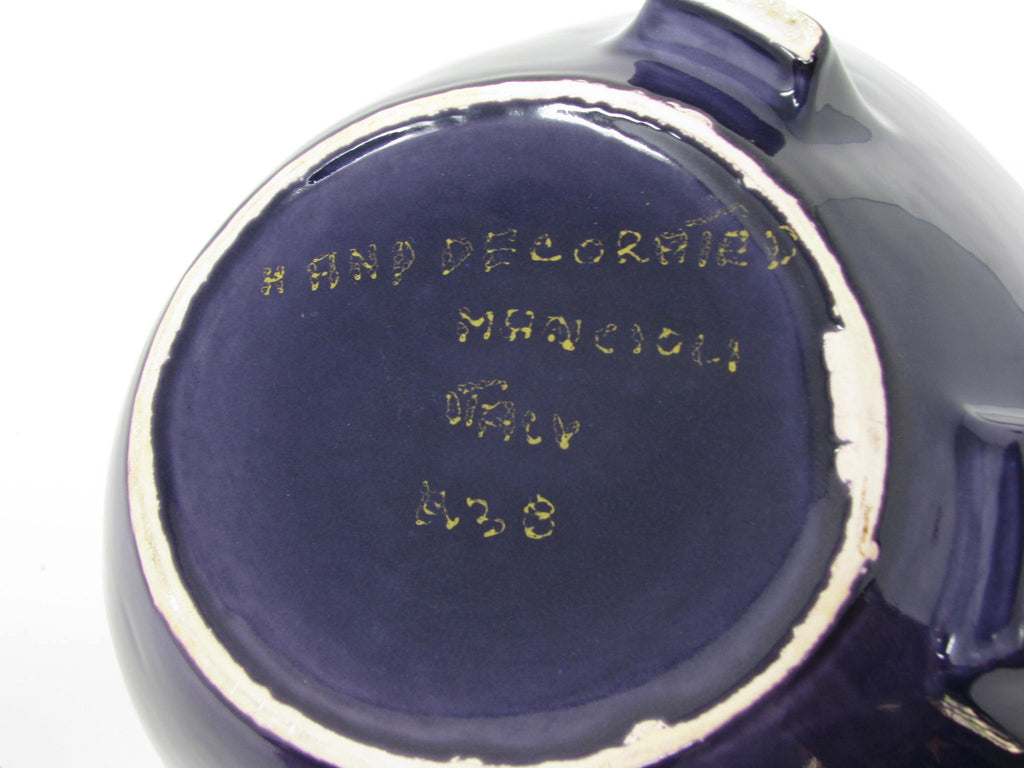 HAND DECORATED
MANCIOLI
ITALY
A38